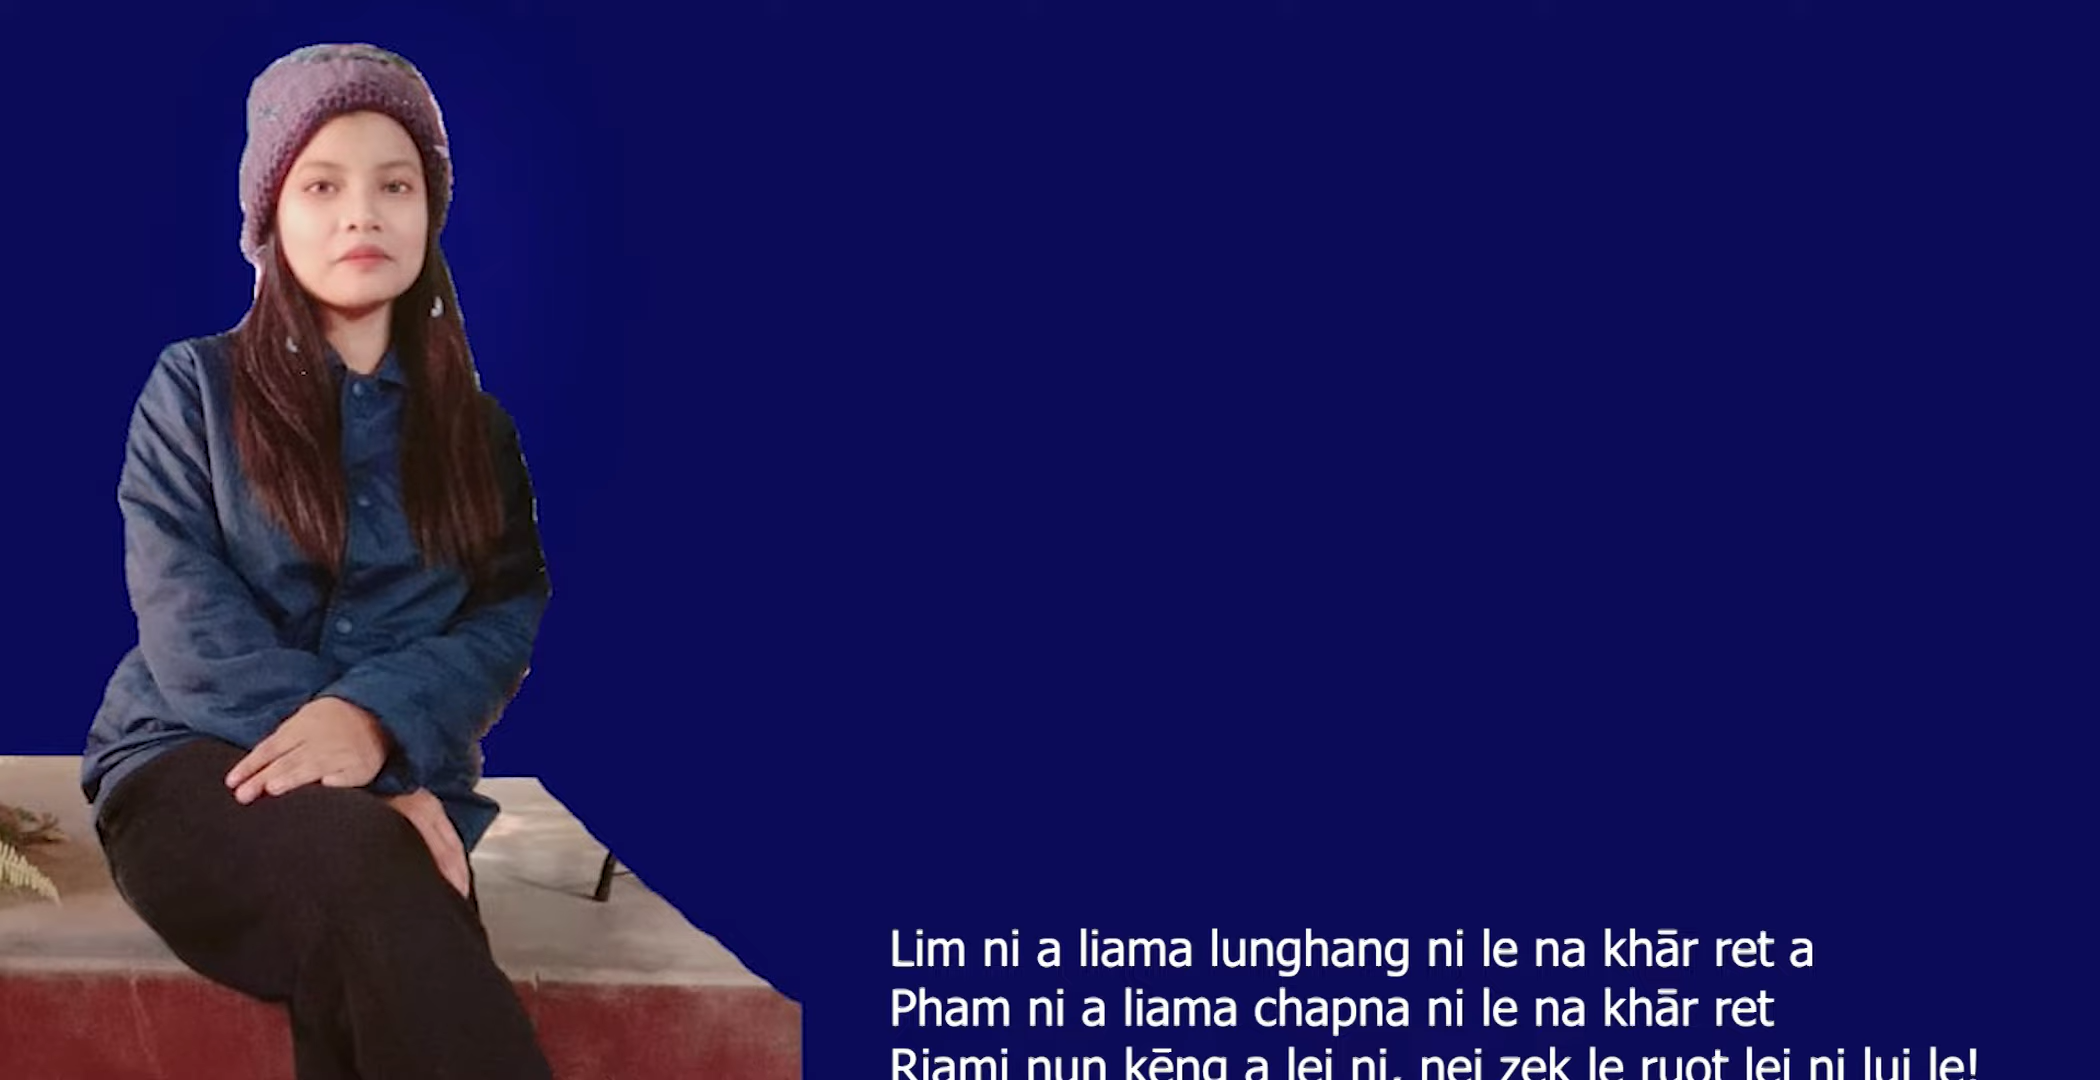 Lim ni a liama lunghang ni le na khār ret a
Pham ni a liama chapna ni le na khār ret
Riami nun kēng a lei ni, nei zek le ruot lei ni lui le!